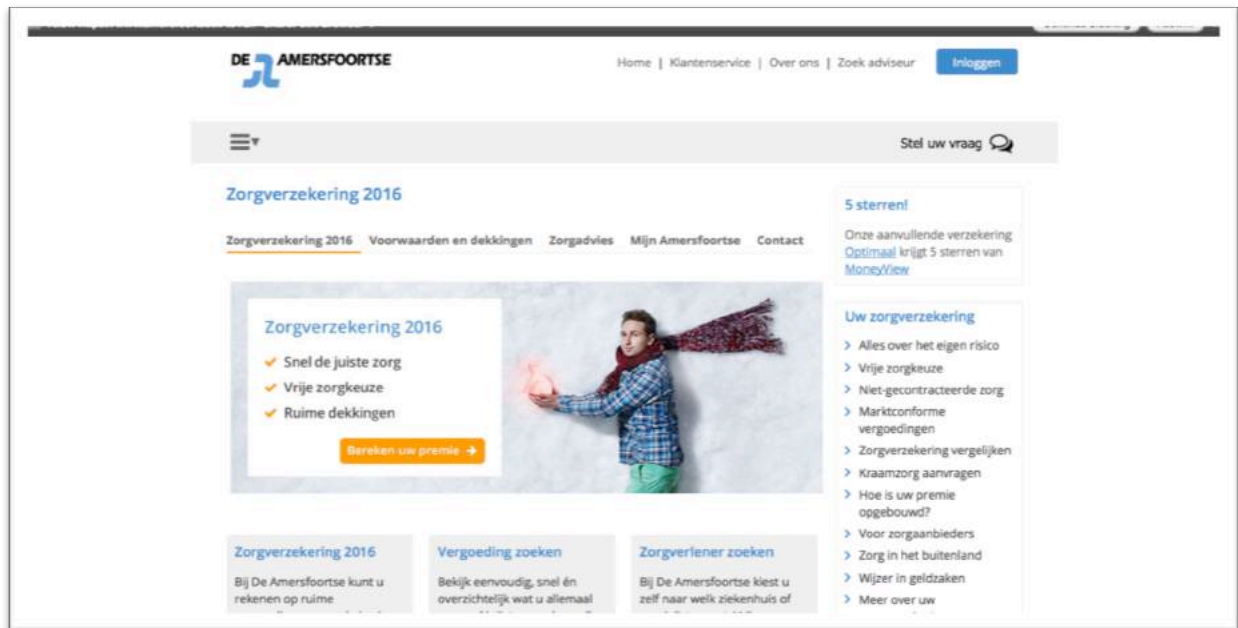 DE AMERSFOORTSE
Home | Klantenservice | Over ons | Zoek adviseur
Inloggen
Stel uw vraag
Zorgverzekering 2016
Zorgverzekering 2016 Voorwaarden en dekkingen Zorgadvies Mijn Amersfoortse Contact
Zorgverzekering 2016
Snel de juiste zorg
Vrije zorgkeuze
Ruime dekkingen
Bereken uw premie
Zorgverzekering 2016
Bij De Amersfoortse kunt u
rekenen op ruime
Vergoeding zoeken
Bekijk eenvoudig, snel én
overzichtelijk wat u allemaal
Zorgverlener zoeken
Bij De Amersfoortse kiest u
zelf naar welk ziekenhuis of
5 sterren!
Onze aanvullende verzekering
Optimaal krijgt 5 sterren van
MoneyView
Uw zorgverzekering
Alles over het eigen risico
Vrije zorgkeuze
Niet-gecontracteerde zorg
Marktconforme
vergoedingen
Zorgverzekering vergelijken
Kraamzorg aanvragen
Hoe is uw premie
opgebouwd?
Voor zorgaanbieders
Zorg in het buitenland
Wijzer in geldzaken
Meer over uw